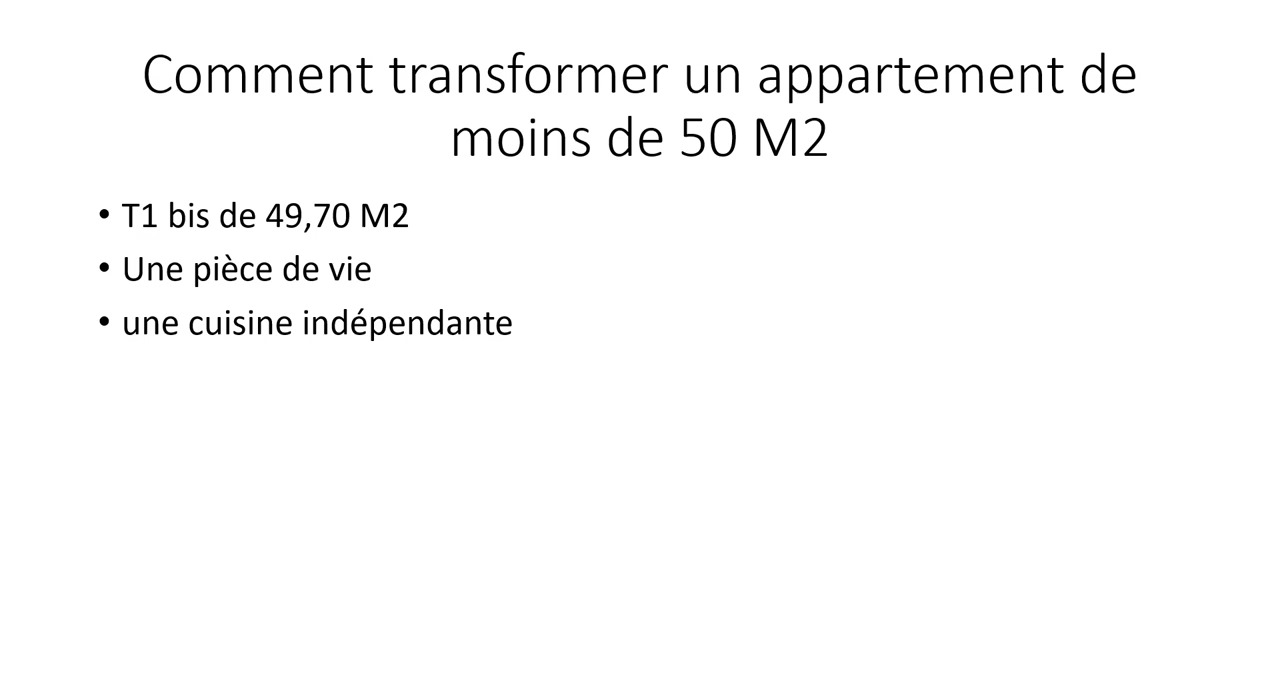 Comment transformer un appartement de
moins de 50 M2
• T1 bis de 49,70 M2
• Une pièce de vie
• une cuisine indépendante